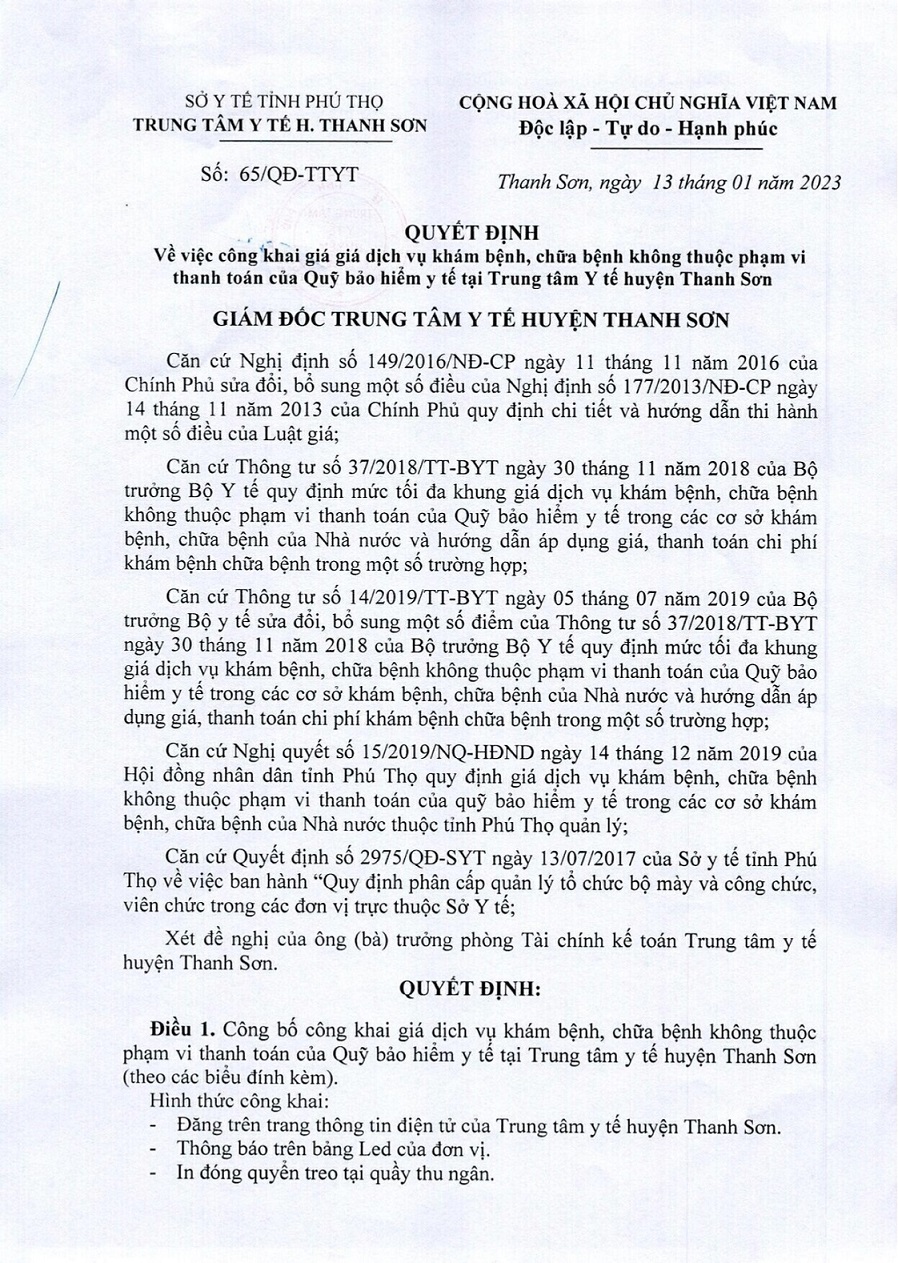 SỞ Y TẾ TỈNH PHÚ THỌ
TRUNG TÂM Y TẾ H. THANH SƠN
CỘNG HOÀ XÃ HỘI CHỦ NGHĨA VIỆT NAM
Độc lập - Tự do - Hạnh phúc
Số: 65/QĐ-TTYT
Thanh Sơn, ngày 13 tháng 01 năm 2023
QUYẾT ĐỊNH
Về việc công khai giá giá dịch vụ khám bệnh, chữa bệnh không thuộc phạm vi
thanh toán của Quỹ bảo hiểm y tế tại Trung tâm Y tế huyện Thanh Sơn
GIÁM ĐỐC TRUNG TÂM Y TẾ HUYỆN THANH SƠN
Căn cứ Nghị định số 149/2016/NĐ-CP ngày 11 tháng 11 năm 2016 của
Chính Phủ sửa đổi, bổ sung một số điều của Nghị định số 177/2013/NĐ-CP ngày
14 tháng 11 năm 2013 của Chính Phủ quy định chi tiết và hướng dẫn thi hành
một số điều của Luật giá;
Căn cứ Thông tư số 37/2018/TT-BYT ngày 30 tháng 11 năm 2018 của Bộ
trưởng Bộ Y tế quy định mức tối đa khung giá dịch vụ khám bệnh, chữa bệnh
không thuộc phạm vi thanh toán của Quỹ bảo hiểm y tế trong các cơ sở khám
bệnh, chữa bệnh của Nhà nước và hướng dẫn áp dụng giá, thanh toán chi phí
khám bệnh chữa bệnh trong một số trường hợp;
Căn cứ Thông tư số 14/2019/TT-BYT ngày 05 tháng 07 năm 2019 của Bộ
trưởng Bộ y tế sửa đổi, bổ sung một số điểm của Thông tư số 37/2018/TT-BYT
ngày 30 tháng 11 năm 2018 của Bộ trưởng Bộ Y tế quy định mức tối đa khung
giá dịch vụ khám bệnh, chữa bệnh không thuộc phạm vi thanh toán của Quỹ bảo
hiểm y tế trong các cơ sở khám bệnh, chữa bệnh của Nhà nước và hướng dẫn áp
dụng giá, thanh toán chi phí khám bệnh chữa bệnh trong một số trường hợp;
Căn cứ Nghị quyết số 15/2019/NQ-HĐND ngày 14 tháng 12 năm 2019 của
Hội đồng nhân dân tỉnh Phú Thọ quy định giá dịch vụ khám bệnh, chữa bệnh
không thuộc phạm vi thanh toán của quỹ bảo hiểm y tế trong các cơ sở khám
bệnh, chữa bệnh của Nhà nước thuộc tỉnh Phú Thọ quản lý;
Căn cứ Quyết định số 2975/QĐ-SYT ngày 13/07/2017 của Sở y tế tỉnh Phú
Thọ về việc ban hành “Quy định phân cấp quản lý tổ chức bộ mày và công chức,
viên chức trong các đơn vị trực thuộc Sở Y tế;
Xét đề nghị của ông (bà) trưởng phòng Tài chính kế toán Trung tâm y tế
huyện Thanh Sơn.
QUYẾT ĐỊNH:
Điều 1. Công bố công khai giá dịch vụ khám bệnh, chữa bệnh không thuộc
phạm vi thanh toán của Quỹ bảo hiểm y tế tại Trung tâm y tế huyện Thanh Sơn
(theo các biểu đính kèm).
Hình thức công khai:
- Đăng trên trang thông tin điện tử của Trung tâm y tế huyện Thanh Sơn.
- Thông báo trên bảng Led của đơn vị.
- In đóng quyển treo tại quầy thu ngân.